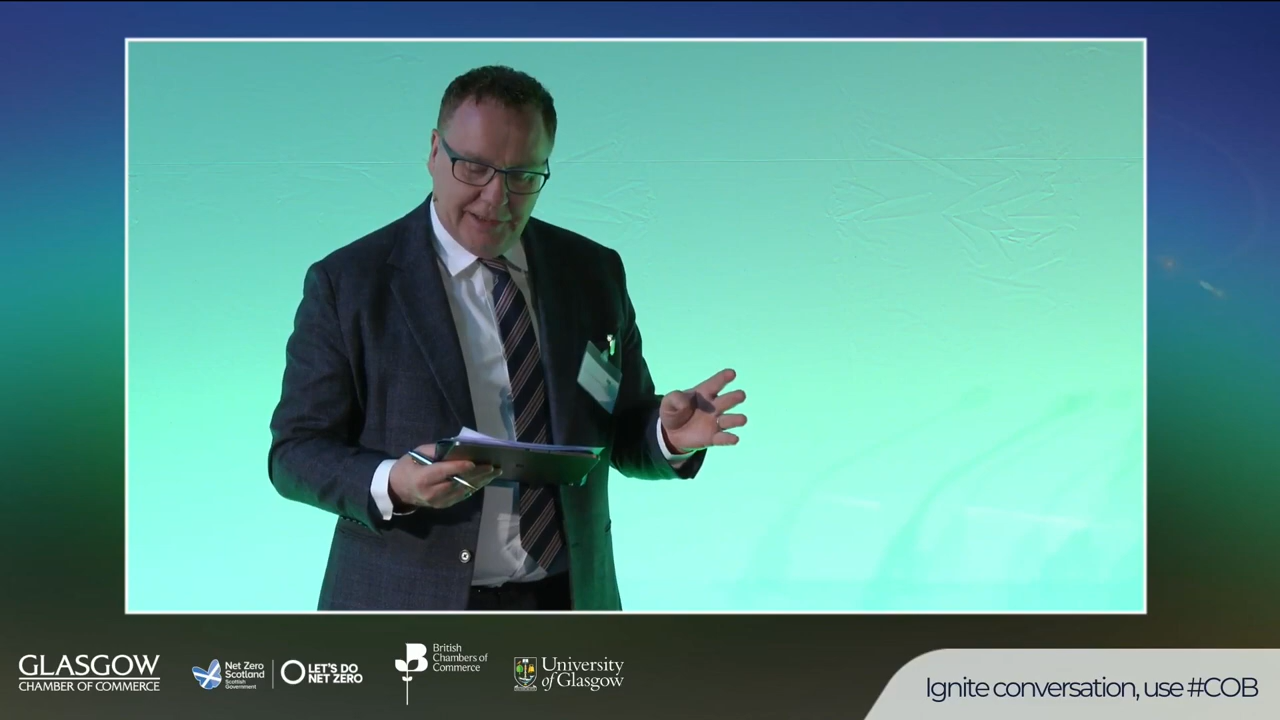 GLASGOW
CHAMBER OF COMMERCE
Net Zero
Scotland
Scottish
Government
LET'S DO
NET ZERO
British
Chambers of
Commerce
University
of Glasgow
Ignite conversation, use #COB